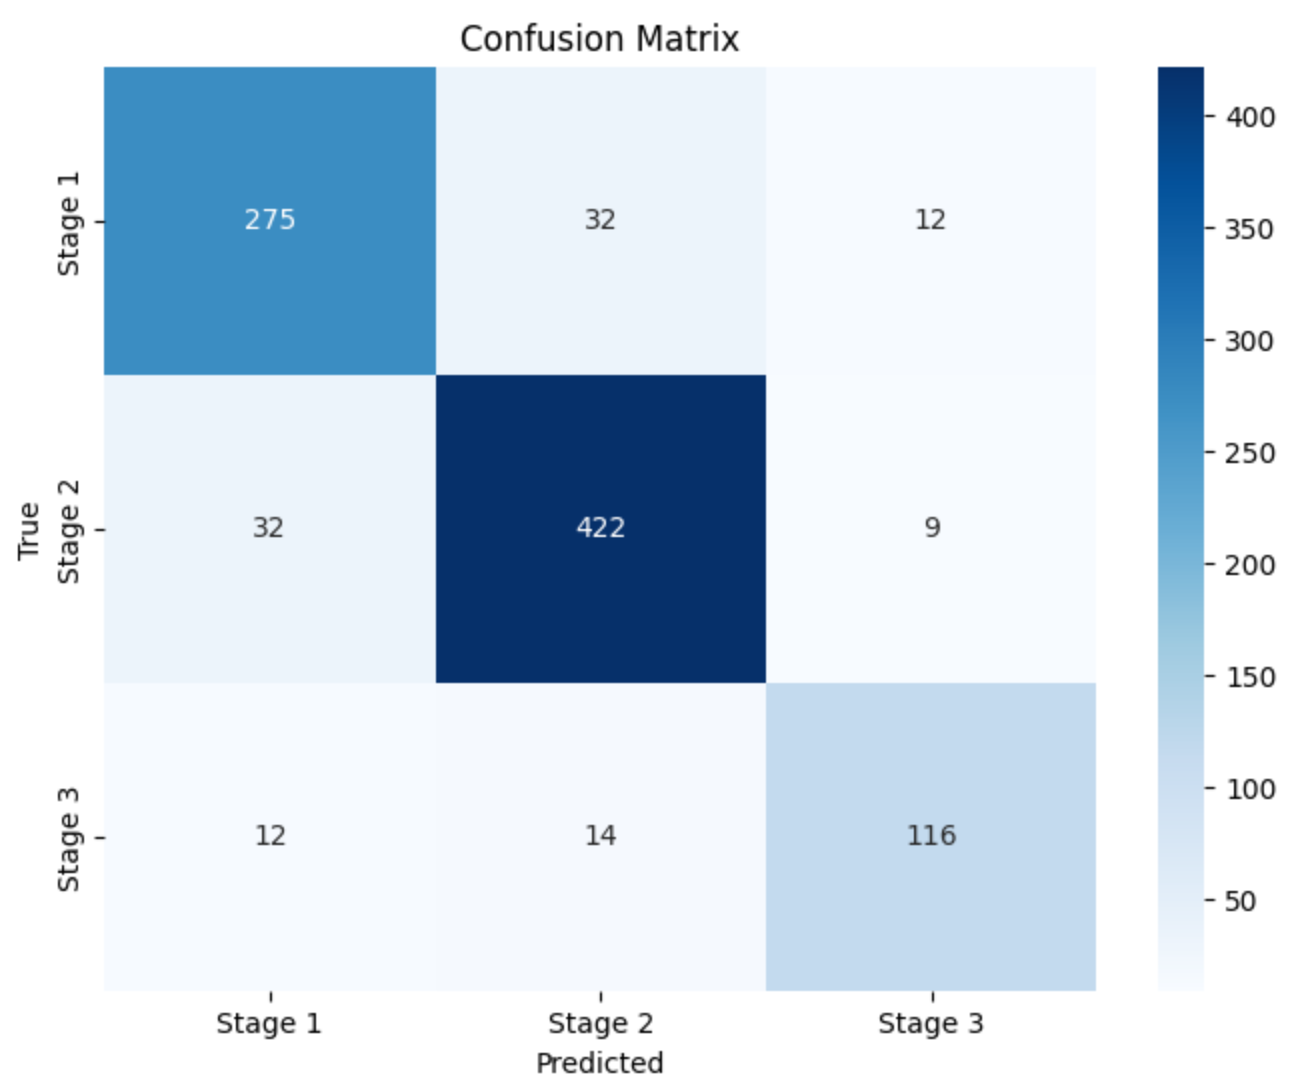 Confusion Matrix
Stage 1
275
32
12
Stage 2
32
422
9
Stage 3
12
14
116
True
Stage 1
Stage 2
Stage 3
Predicted
400
350
300
250
200
150
100
50